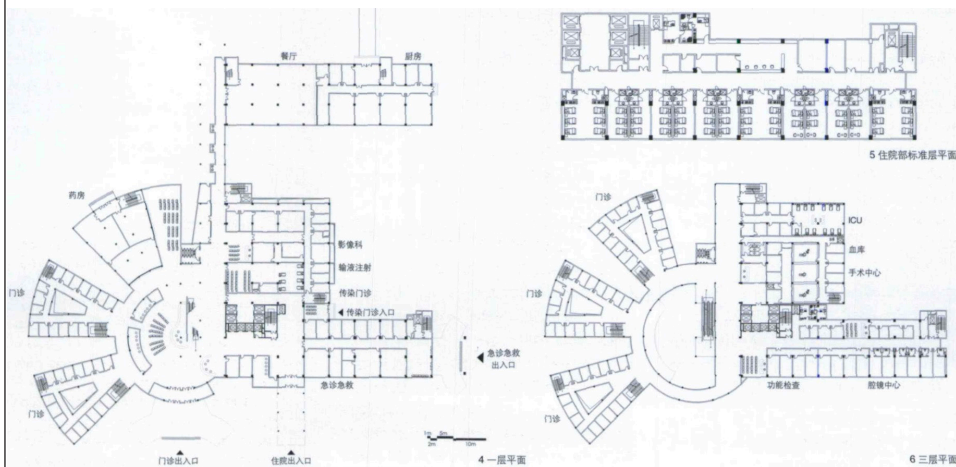 餐厅
厨房
药房
影像科
输液注射
门诊
传染门诊
传染门诊入口
急诊急救
出入口
急诊急救
门诊
1m 5m
2m 10m
4 一层平面
门诊出入口
住院出入口
5 住院部标准层平面
门诊
ICU
血库
手术中心
门诊
门诊
功能检查
腔镜中心
6 三层平面